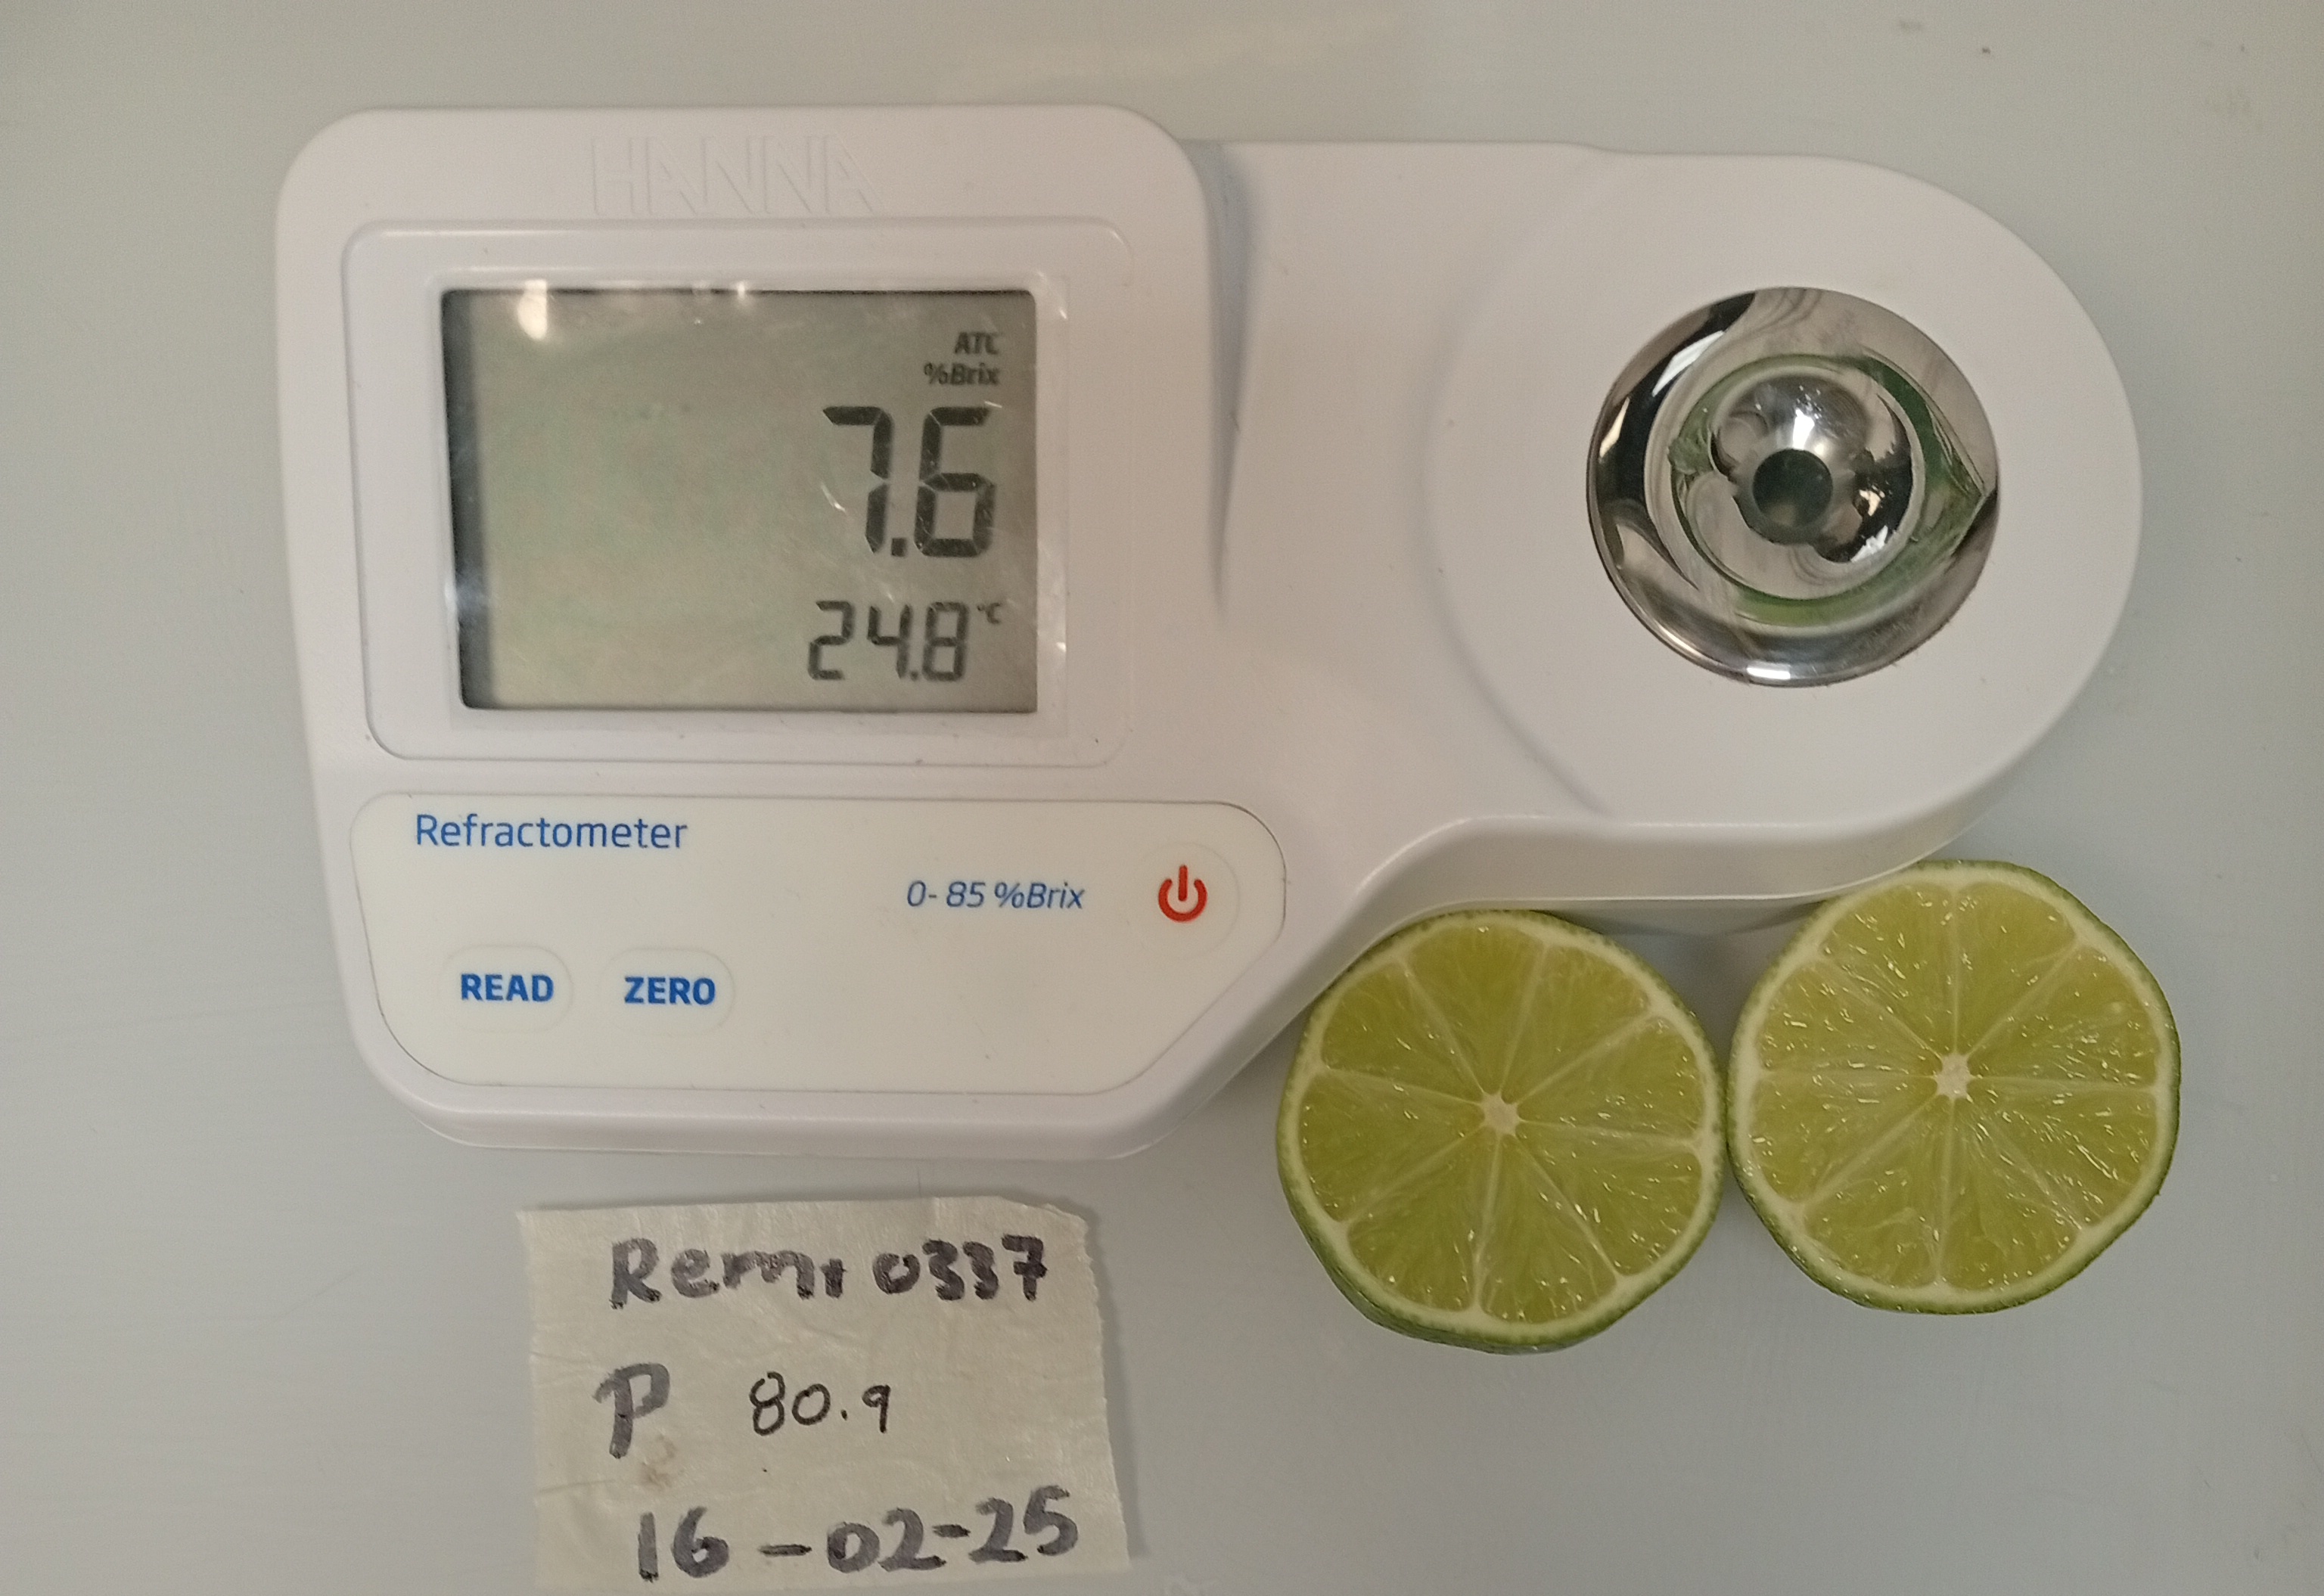 HANNA
ATC
%Brix
7.6
24.8°C
Refractometer
0-85 %Brix
READ ZERO
0337
P 80.9
16-02-25